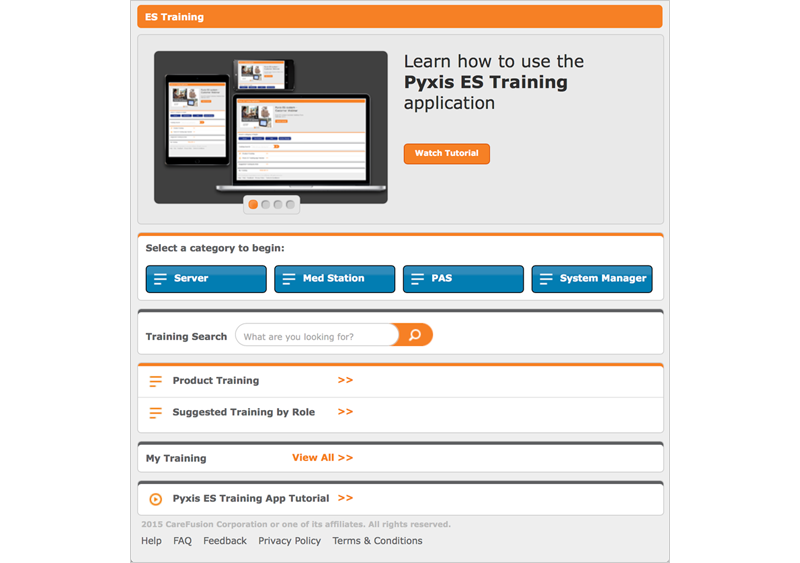 ES Training
Learn how to use the
Pyxis ES Training
application
Watch Tutorial
Select a category to begin:
Server
Med Station
PAS
System Manager
Training Search
What are you looking for?
Product Training >>
Suggested Training by Role >>
My Training View All >>
Pyxis ES Training App Tutorial >>
2015 CareFusion Corporation or one of its affiliates. All rights reserved.
Help FAQ Feedback Privacy Policy Terms & Conditions